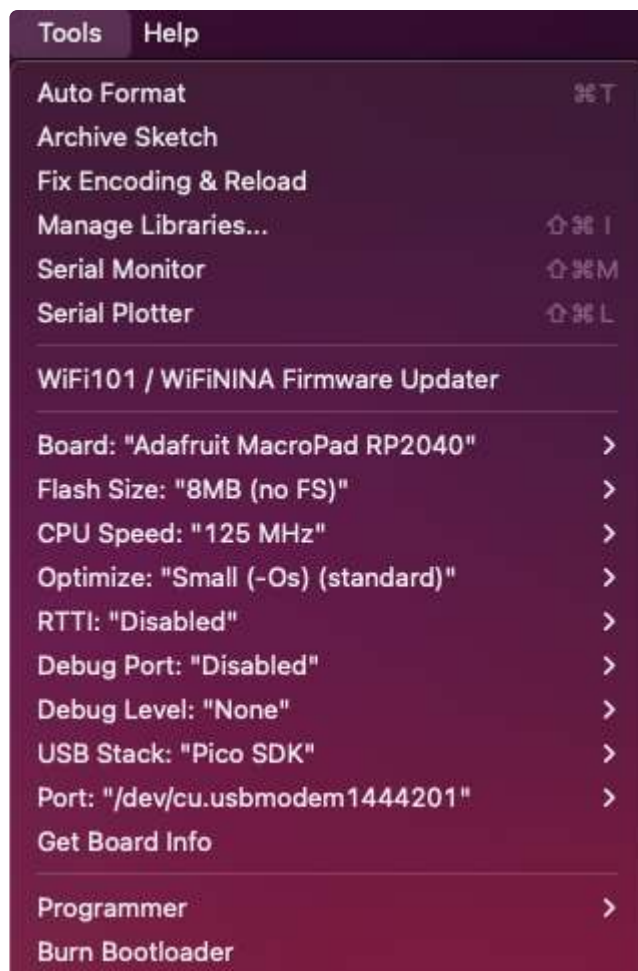 Tools Help
Auto Format ⌘T
Archive Sketch
Fix Encoding & Reload
Manage Libraries... ⇧⌘I
Serial Monitor ⇧⌘M
Serial Plotter ⇧⌘L
WiFi101 / WiFiNINA Firmware Updater
Board: "Adafruit MacroPad RP2040"
Flash Size: "8MB (no FS)"
CPU Speed: "125 MHz"
Optimize: "Small (-Os) (standard)"
RTTI: "Disabled"
Debug Port: "Disabled"
Debug Level: "None"
USB Stack: "Pico SDK"
Port: "/dev/cu.usbmodem1444201"
Get Board Info
Programmer
Burn Bootloader